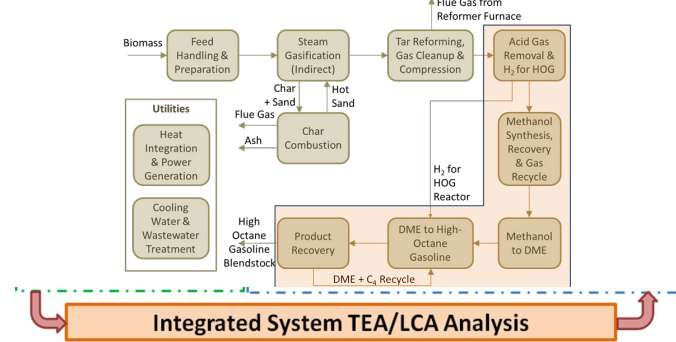 Flue Gas from
Reformer Furnace
Biomass
Feed
Handling &
Preparation
Steam
Gasification
(Indirect)
Tar Reforming,
Gas Cleanup &
Compression
Acid Gas
Removal &
H₂ for HOG
Char
+ Sand
Hot
Sand
Flue Gas
Ash
Char
Combustion
Utilities
Heat
Integration
& Power
Generation
Cooling
Water &
Wastewater
Treatment
Methanol
Synthesis,
Recovery
& Gas
Recycle
H₂ for
HOG
Reactor
High
Octane
Gasoline
Blendstock
Product
Recovery
DME to High-
Octane
Gasoline
Methanol
to DME
DME + C₄ Recycle
Integrated System TEA/LCA Analysis